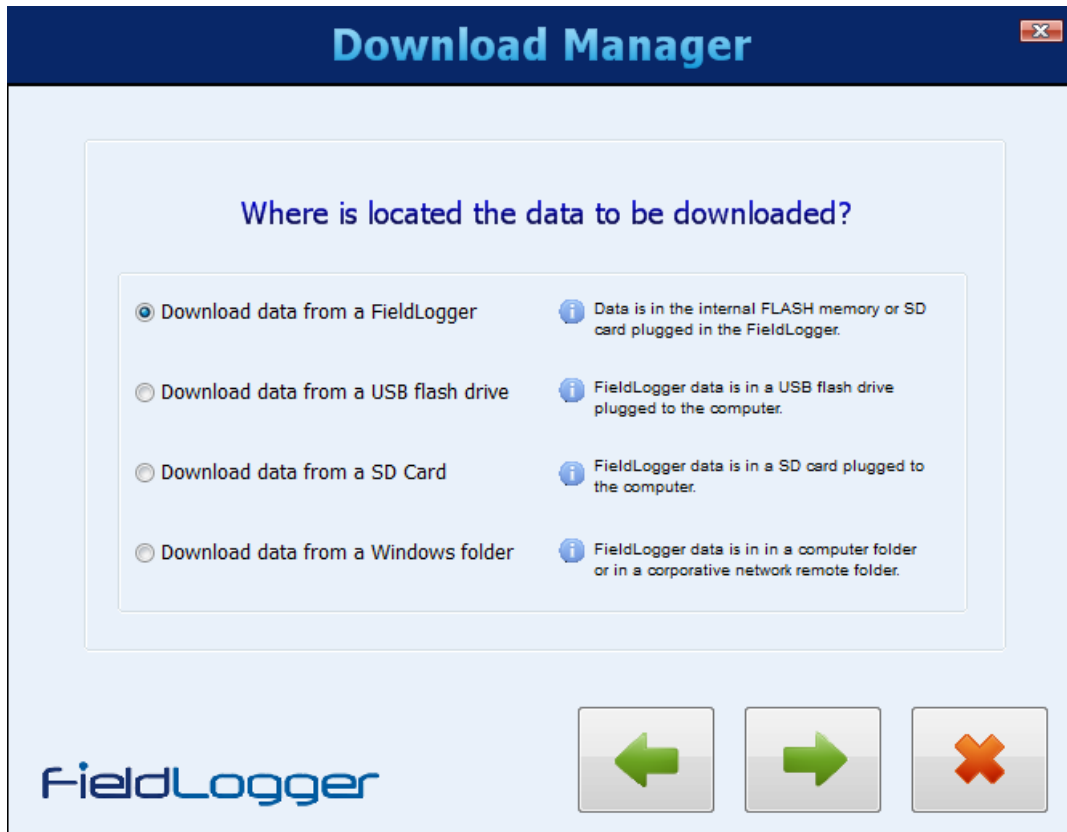 Download Manager
Where is located the data to be downloaded?
Download data from a FieldLogger
Data is in the internal FLASH memory or SD
card plugged in the FieldLogger.
Download data from a USB flash drive
FieldLogger data is in a USB flash drive
plugged to the computer.
Download data from a SD Card
FieldLogger data is in a SD card plugged to
the computer.
Download data from a Windows folder
FieldLogger data is in in a computer folder
or in a corporative network remote folder.
FieldLogger